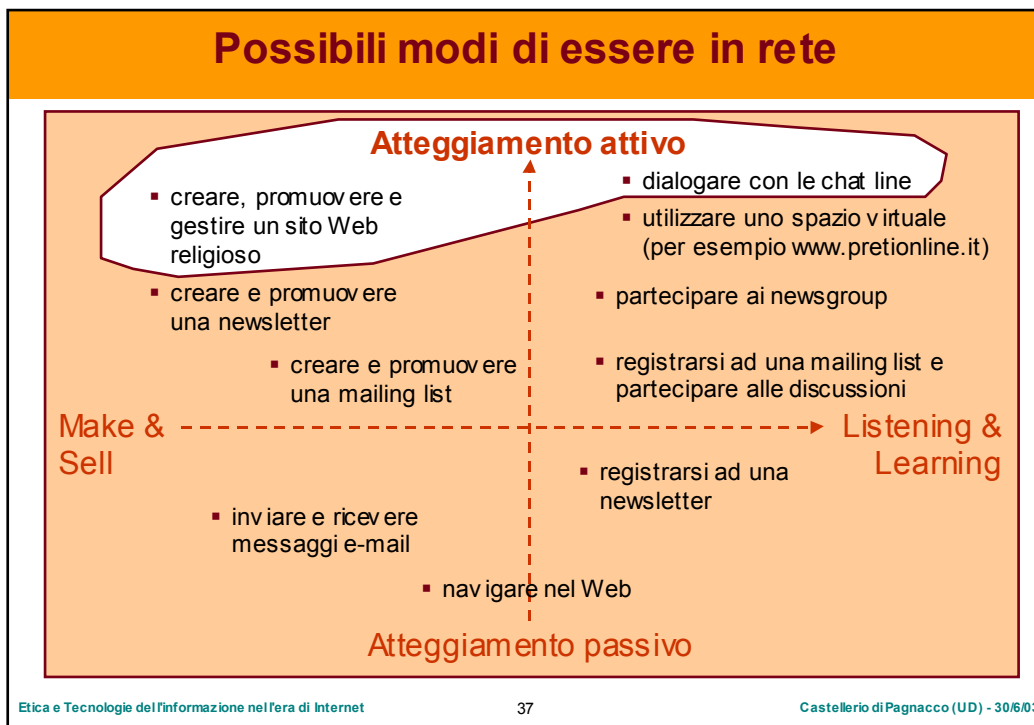 Possibili modi di essere in rete
Atteggiamento attivo
▪ creare, promuovere e
gestire un sito Web
religioso
▪ creare e promuovere
una newsletter
▪ creare e promuovere
una mailing list
▪ dialogare con le chat line
▪ utilizzare uno spazio virtuale
(per esempio www.pretionline.it)
▪ partecipare ai newsgroup
▪ registrarsi ad una mailing list e
partecipare alle discussioni
Make &
Sell
Listening &
Learning
▪ registrarsi ad una
newsletter
▪ inviare e ricevere
messaggi e-mail
▪ navigare nel Web
Atteggiamento passivo
Etica e Tecnologie dell'informazione nell'era di Internet
37
Castellerio di Pagnacco (UD) - 30/6/03